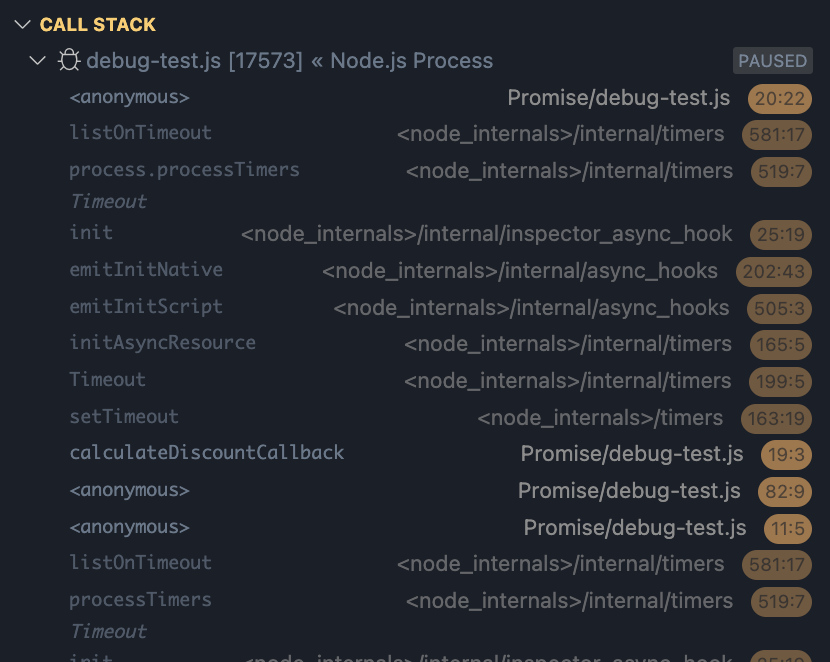 CALL STACK
debug-test.js [17573] « Node.js Process PAUSED
<anonymous> Promise/debug-test.js 20:22
listOnTimeout <node_internals>/internal/timers 581:17
process.processTimers <node_internals>/internal/timers 519:7
Timeout
init <node_internals>/internal/inspector_async_hook 25:19
emitInitNative <node_internals>/internal/async_hooks 202:43
emitInitScript <node_internals>/internal/async_hooks 505:3
initAsyncResource <node_internals>/internal/timers 165:5
Timeout <node_internals>/internal/timers 199:5
setTimeout <node_internals>/timers 163:19
calculateDiscountCallback Promise/debug-test.js 19:3
<anonymous> Promise/debug-test.js 82:9
<anonymous> Promise/debug-test.js 11:5
listOnTimeout <node_internals>/internal/timers 581:17
processTimers <node_internals>/internal/timers 519:7
Timeout
init <node_internals>/internal/inspector_async_hook